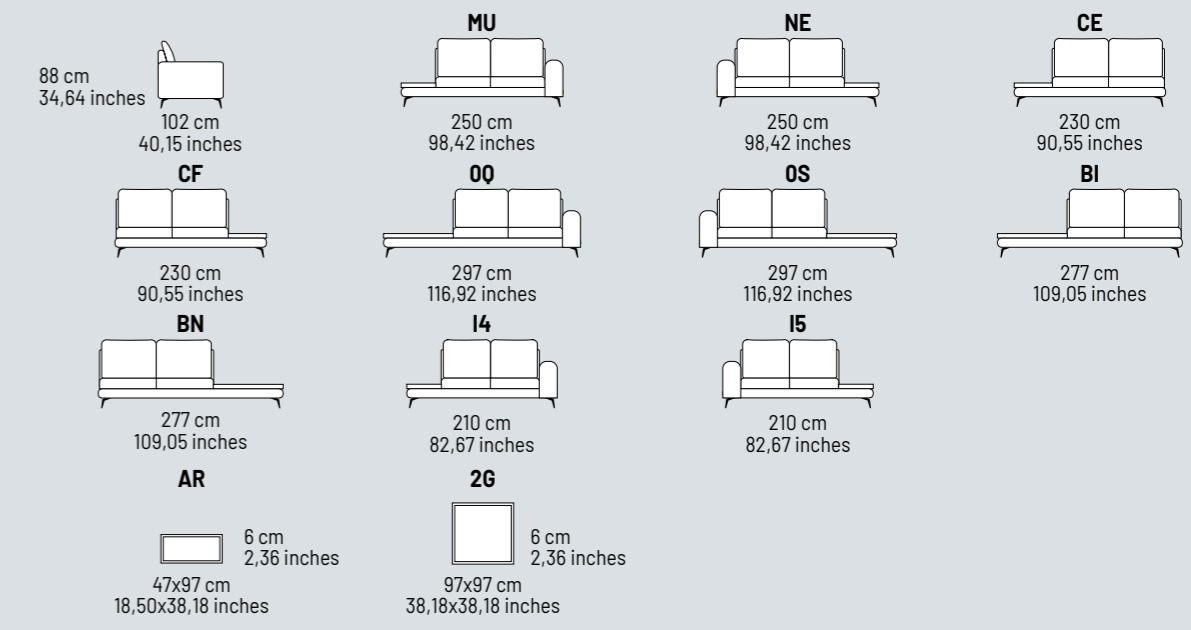 88 cm
34,64 inches
102 cm
40,15 inches
MU
250 cm
98,42 inches
NE
250 cm
98,42 inches
CE
230 cm
90,55 inches
CF
230 cm
90,55 inches
0Q
297 cm
116,92 inches
0S
297 cm
116,92 inches
BI
277 cm
109,05 inches
BN
277 cm
109,05 inches
I4
210 cm
82,67 inches
I5
210 cm
82,67 inches
AR
6 cm
2,36 inches
47x97 cm
18,50x38,18 inches
2G
6 cm
2,36 inches
97x97 cm
38,18x38,18 inches